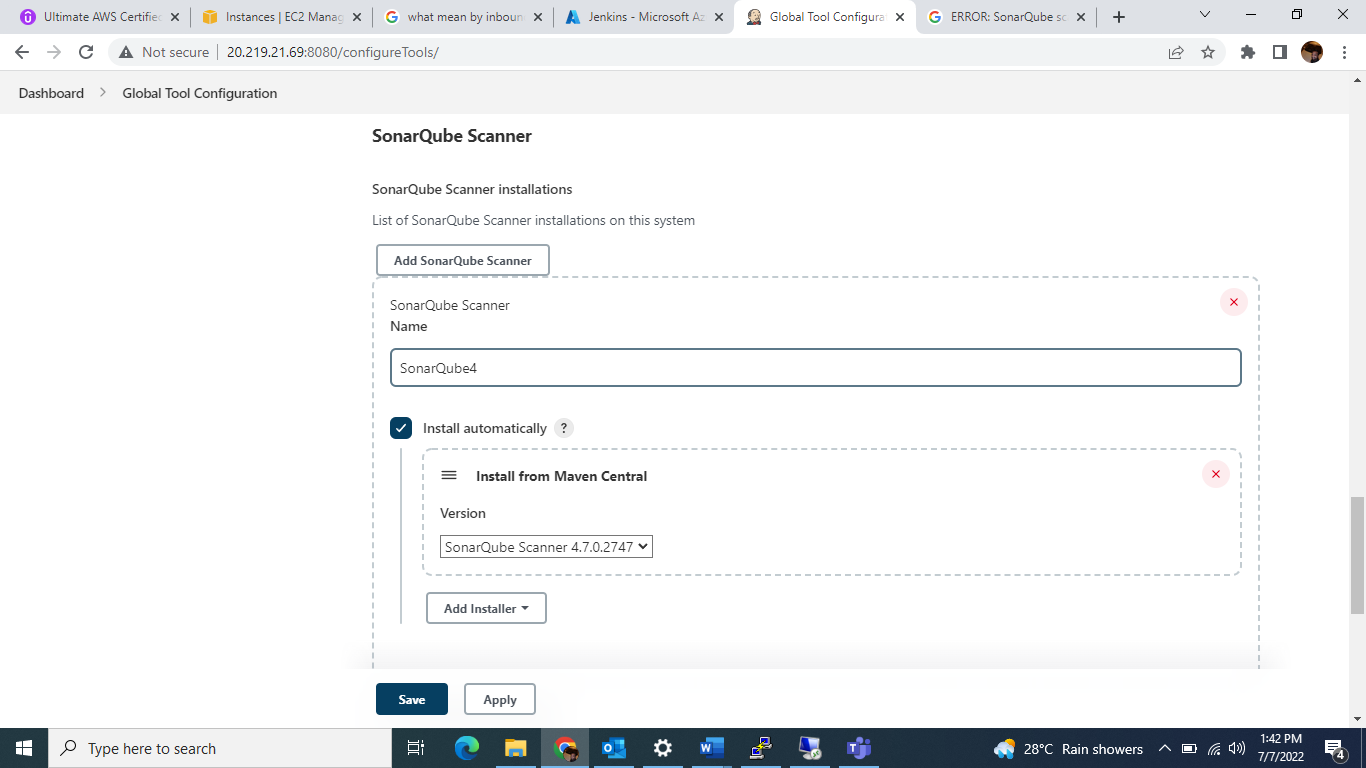 Ultimate AWS Certifie
Instances | EC2 Manag
what mean by inboun
Jenkins - Microsoft Az
Global Tool Configurat
ERROR: SonarQube sc
Not secure
20.219.21.69:8080/configureTools/
Dashboard
Global Tool Configuration
SonarQube Scanner
SonarQube Scanner installations
List of SonarQube Scanner installations on this system
Add SonarQube Scanner
SonarQube Scanner
Name
SonarQube4
Install automatically ?
Install from Maven Central
Version
SonarQube Scanner 4.7.0.2747
Add Installer
Save
Apply
Type here to search
28°C Rain showers
1:42 PM
7/7/2022
4